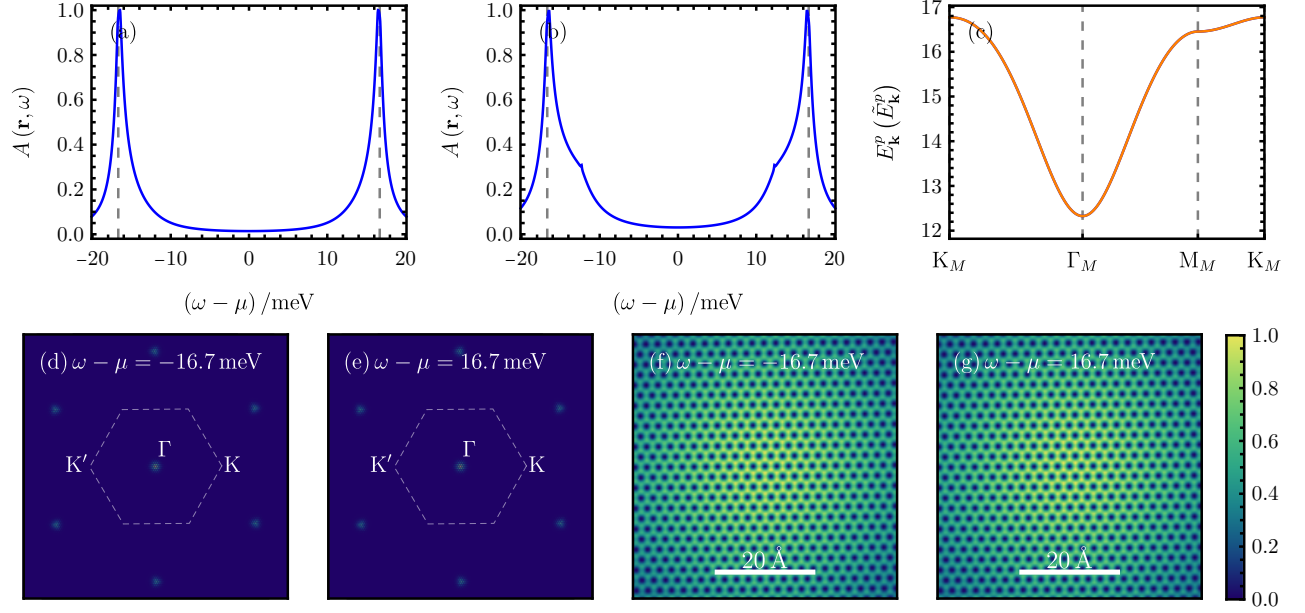 (a)
A (r, ω)
1.0
0.8
0.6
0.4
0.2
0.0
−20
−10
0
10
20
(ω − μ) /meV
(b)
A (r, ω)
1.0
0.8
0.6
0.4
0.2
0.0
−20
−10
0
10
20
(ω − μ) /meV
(c)
E^p_k (Ẽ^p_k)
17
16
15
14
13
12
K_M
Γ_M
M_M
K_M
(d) ω − μ = −16.7 meV
Γ
K′
K
(e) ω − μ = 16.7 meV
Γ
K′
K
(f) ω − μ = −16.7 meV
20 Å
(g) ω − μ = 16.7 meV
20 Å
1.0
0.8
0.6
0.4
0.2
0.0